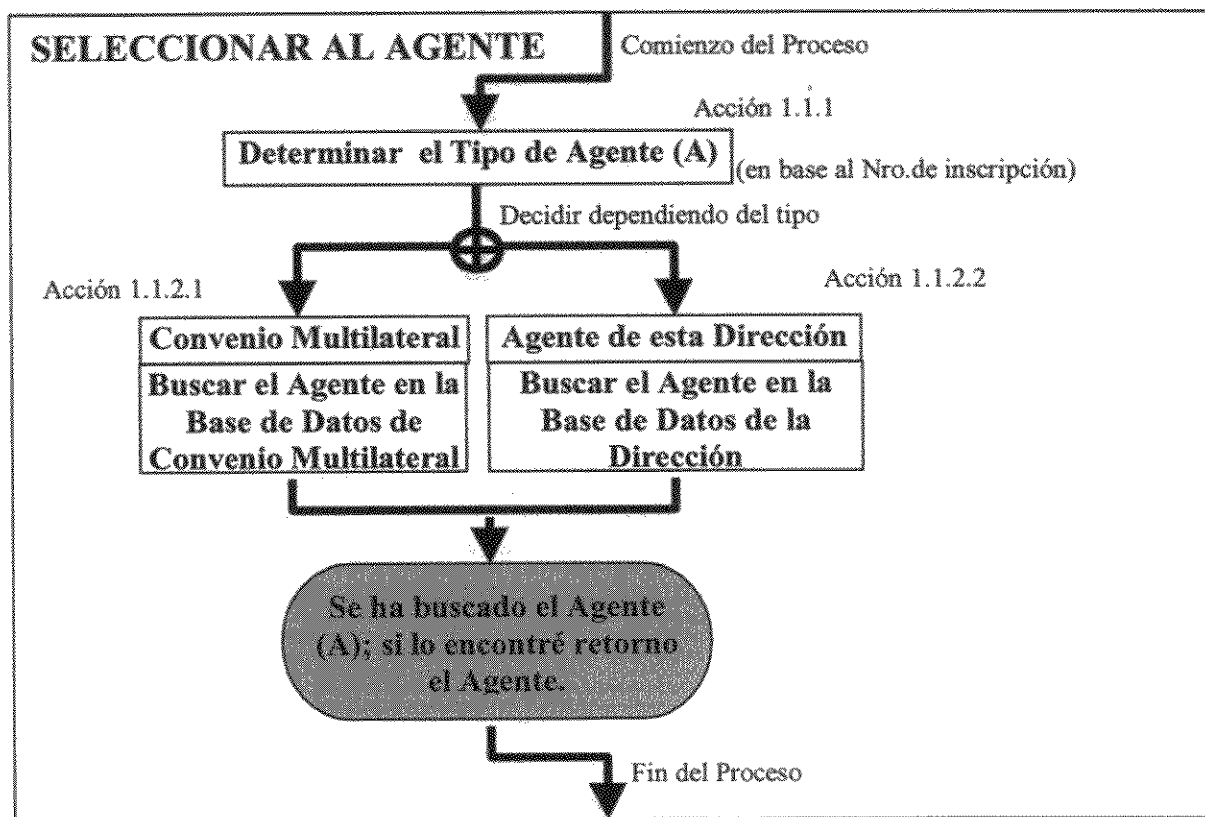 SELECCIONAR AL AGENTE
Comienzo del Proceso
Acción 1.1.1
Determinar el Tipo de Agente (A)
(en base al Nro.de inscripción)
Decidir dependiendo del tipo
Acción 1.1.2.1
Acción 1.1.2.2
Convenio Multilateral
Buscar el Agente en la
Base de Datos de
Convenio Multilateral
Agente de esta Dirección
Buscar el Agente en la
Base de Datos de la
Dirección
Se ha buscado el Agente
(A); si lo encontré retorno
el Agente.
Fin del Proceso